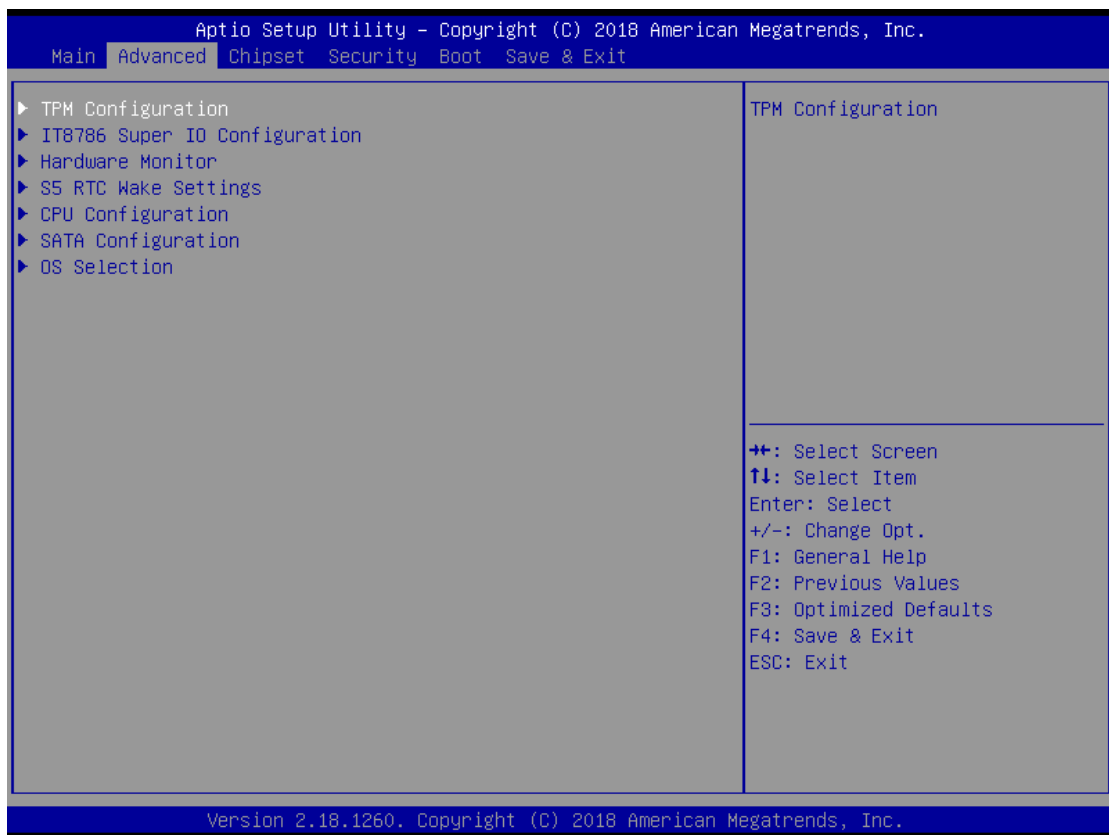 Aptio Setup Utility – Copyright (C) 2018 American Megatrends, Inc.
Main Advanced Chipset Security Boot Save & Exit
▶ TPM Configuration
▶ IT8786 Super IO Configuration
▶ Hardware Monitor
▶ S5 RTC Wake Settings
▶ CPU Configuration
▶ SATA Configuration
▶ OS Selection
TPM Configuration
→←: Select Screen
↑↓: Select Item
Enter: Select
+/-: Change Opt.
F1: General Help
F2: Previous Values
F3: Optimized Defaults
F4: Save & Exit
ESC: Exit
Version 2.18.1260. Copyright (C) 2018 American Megatrends, Inc.